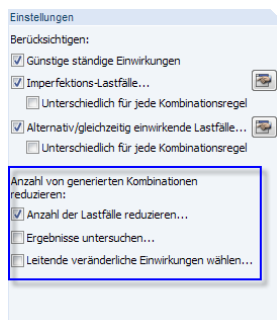 Einstellungen
Berücksichtigen:
Günstige ständige Einwirkungen
Imperfektions-Lastfälle...
Unterschiedlich für jede Kombinationsregel
Alternativ/gleichzeitig einwirkende Lastfälle...
Unterschiedlich für jede Kombinationsregel
Anzahl von generierten Kombinationen
reduzieren:
Anzahl der Lastfälle reduzieren...
Ergebnisse untersuchen...
Leitende veränderliche Einwirkungen wählen...